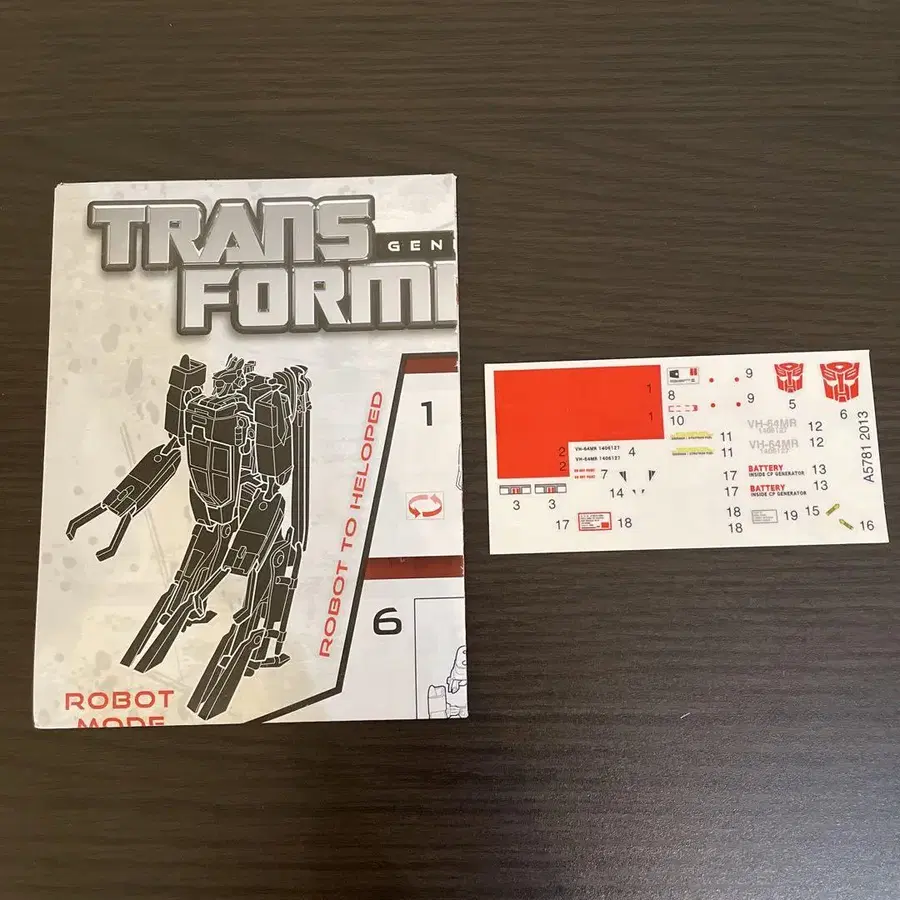 TRANS
GEN
FORM
1
ROBOT TO HELOPED
6
ROBOT
MODE
1
1
2
2
3
3
VH-64MR 1406127
VH-64MR 1406127
4
7
14
17
18
8
9
9
10
5
6
VH-64MR
1406127
12
VH-64MR
1406127
12
11
11
17
17
BATTERY
INSIDE CP GENERATOR
13
BATTERY
INSIDE CP GENERATOR
13
18
18
19
15
16
A5781 2013